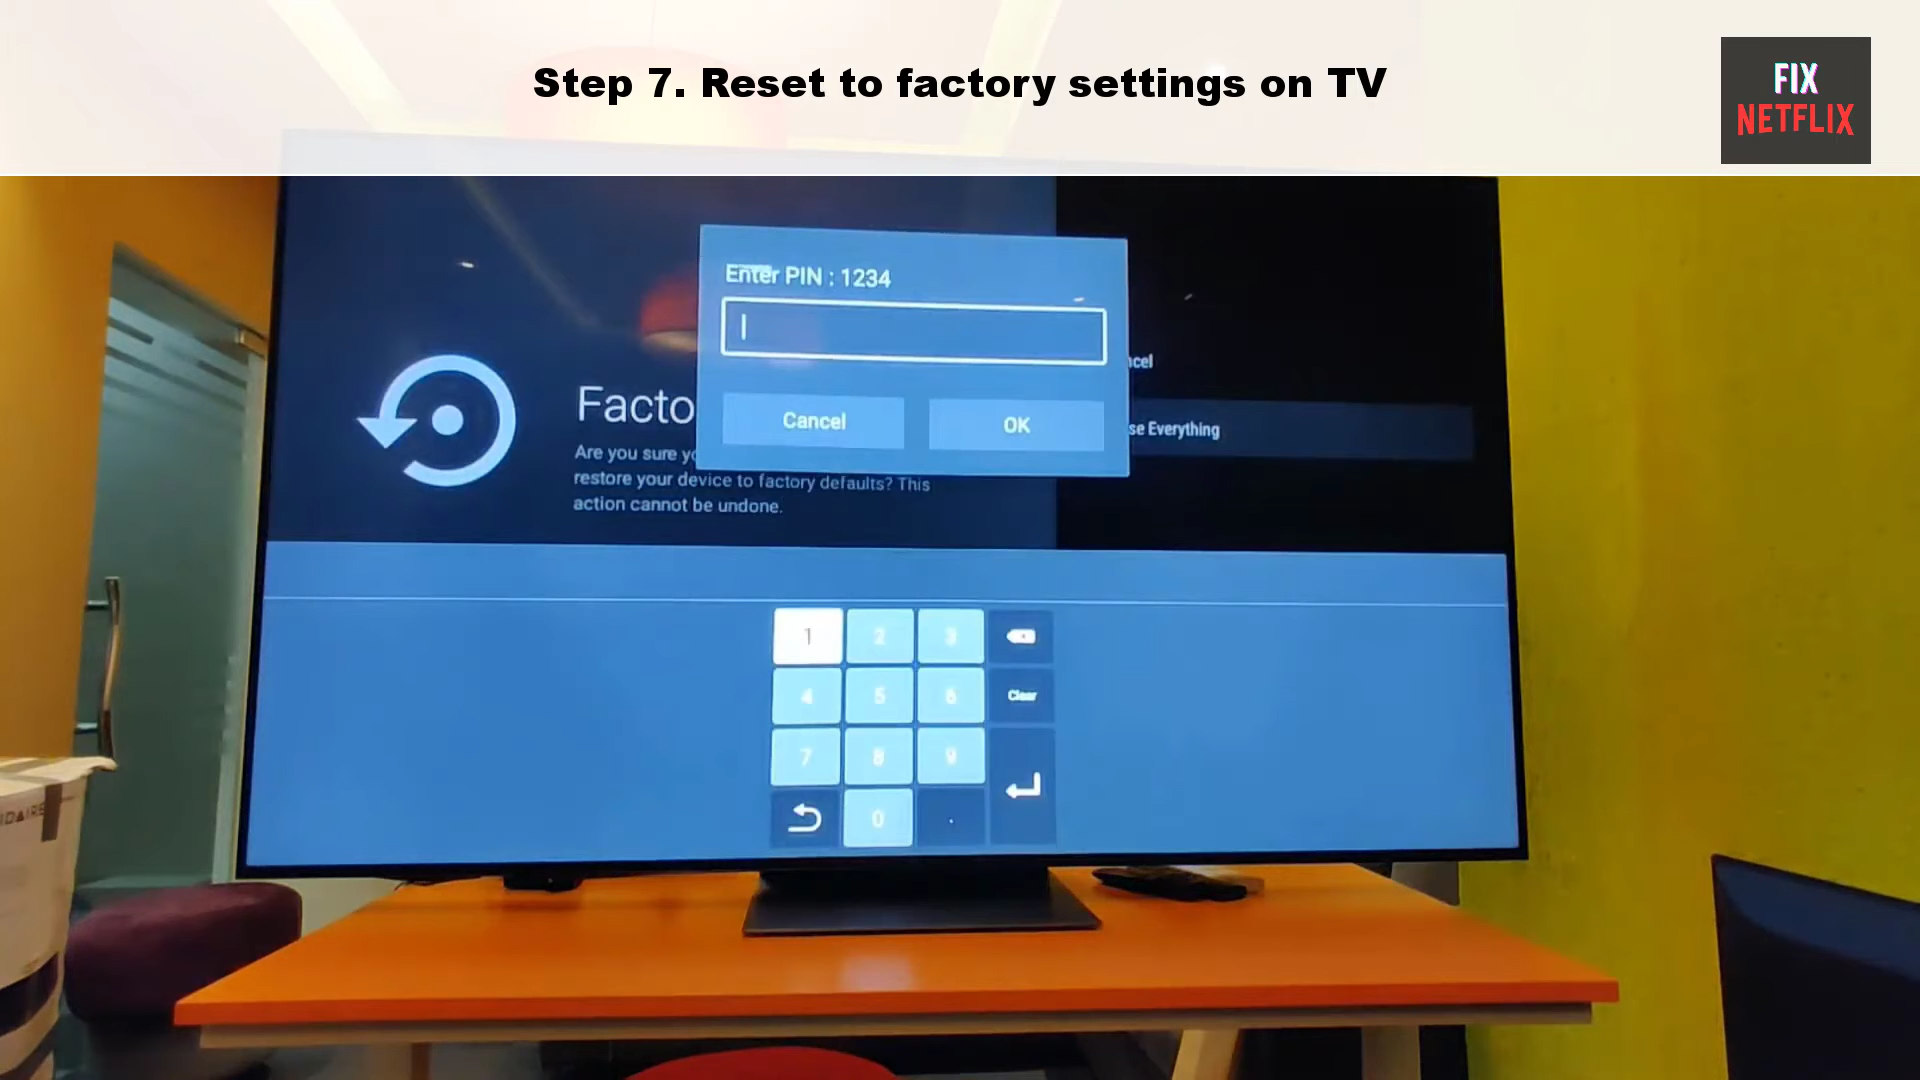 Step 7. Reset to factory settings on TV
FIX
NETFLIX
Enter PIN : 1234
Cancel
OK
Facto
Are you sure yo
restore your device to factory defaults? This
action cannot be undone.
ncel
se Everything
1 2 3
4 5 6 Clear
7 8 9
0 .
IDAIRE